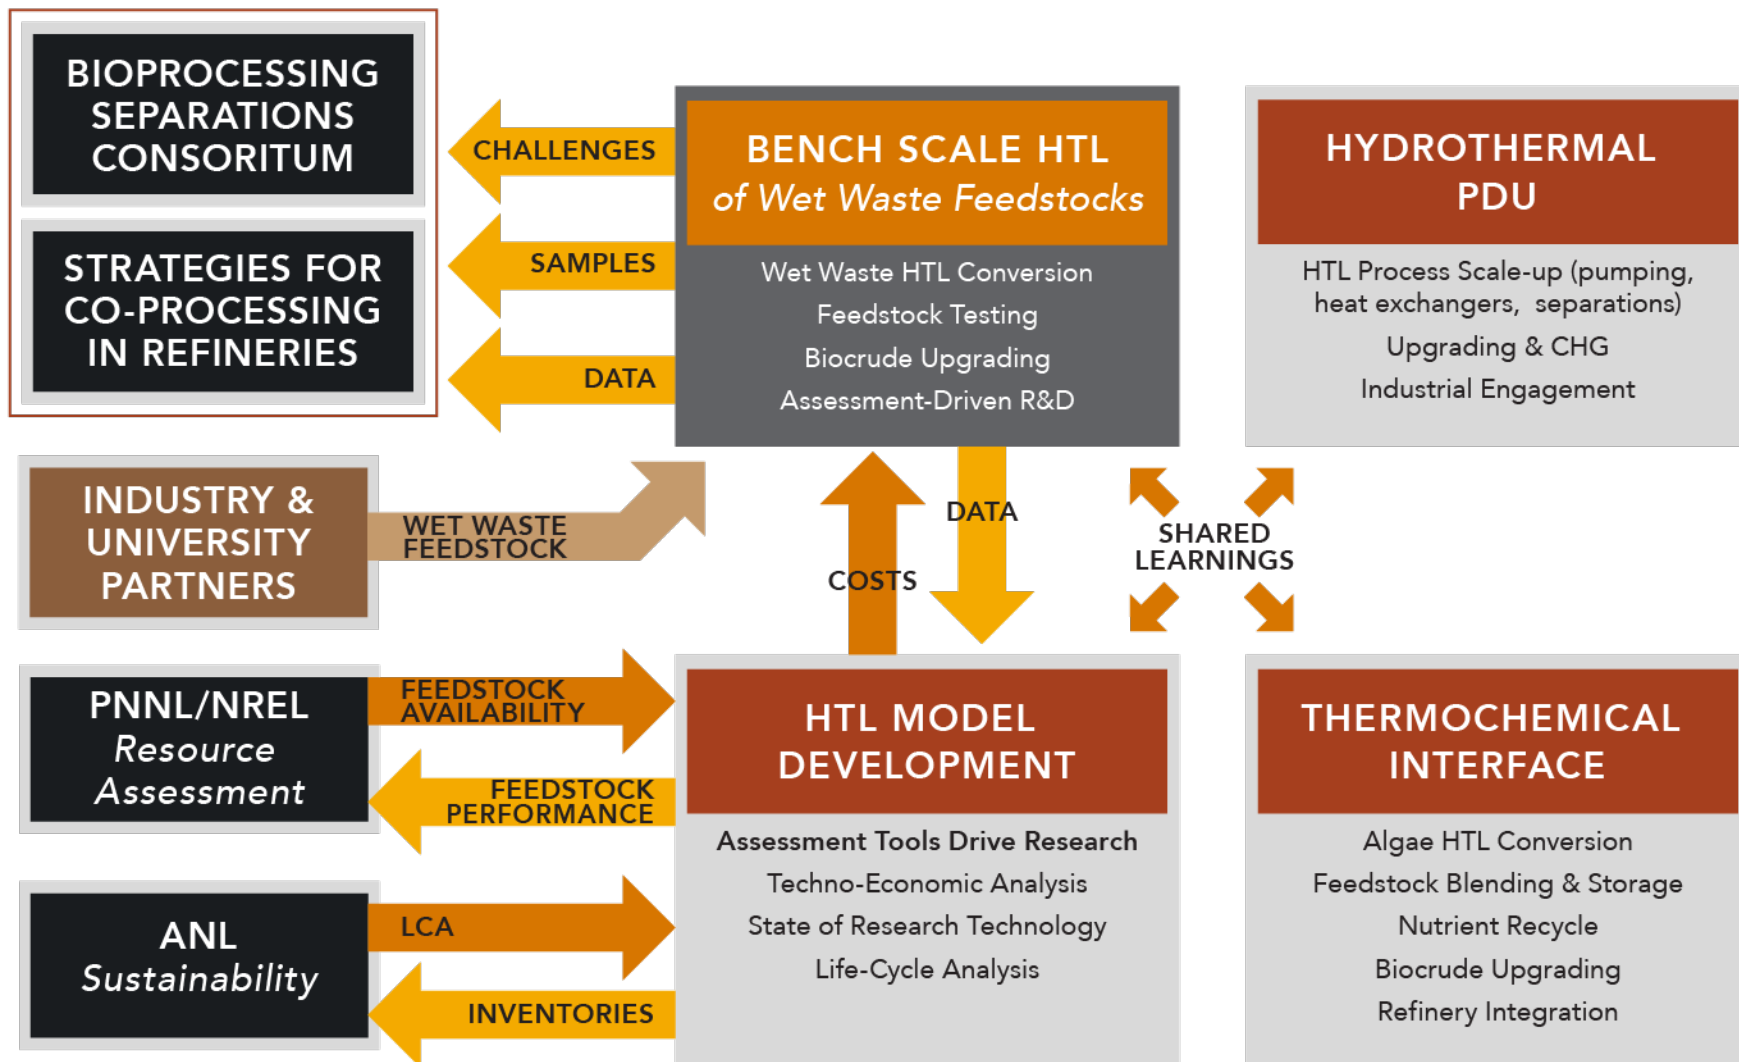 BIOPROCESSING
SEPARATIONS
CONSORITUM
STRATEGIES FOR
CO-PROCESSING
IN REFINERIES
CHALLENGES
SAMPLES
DATA
BENCH SCALE HTL
of Wet Waste Feedstocks
Wet Waste HTL Conversion
Feedstock Testing
Biocrude Upgrading
Assessment-Driven R&D
HYDROTHERMAL
PDU
HTL Process Scale-up (pumping,
heat exchangers, separations)
Upgrading & CHG
Industrial Engagement
INDUSTRY &
UNIVERSITY
PARTNERS
WET WASTE
FEEDSTOCK
COSTS
DATA
SHARED
LEARNINGS
PNNL/NREL
Resource
Assessment
FEEDSTOCK
AVAILABILITY
FEEDSTOCK
PERFORMANCE
ANL
Sustainability
LCA
INVENTORIES
HTL MODEL
DEVELOPMENT
Assessment Tools Drive Research
Techno-Economic Analysis
State of Research Technology
Life-Cycle Analysis
THERMOCHEMICAL
INTERFACE
Algae HTL Conversion
Feedstock Blending & Storage
Nutrient Recycle
Biocrude Upgrading
Refinery Integration